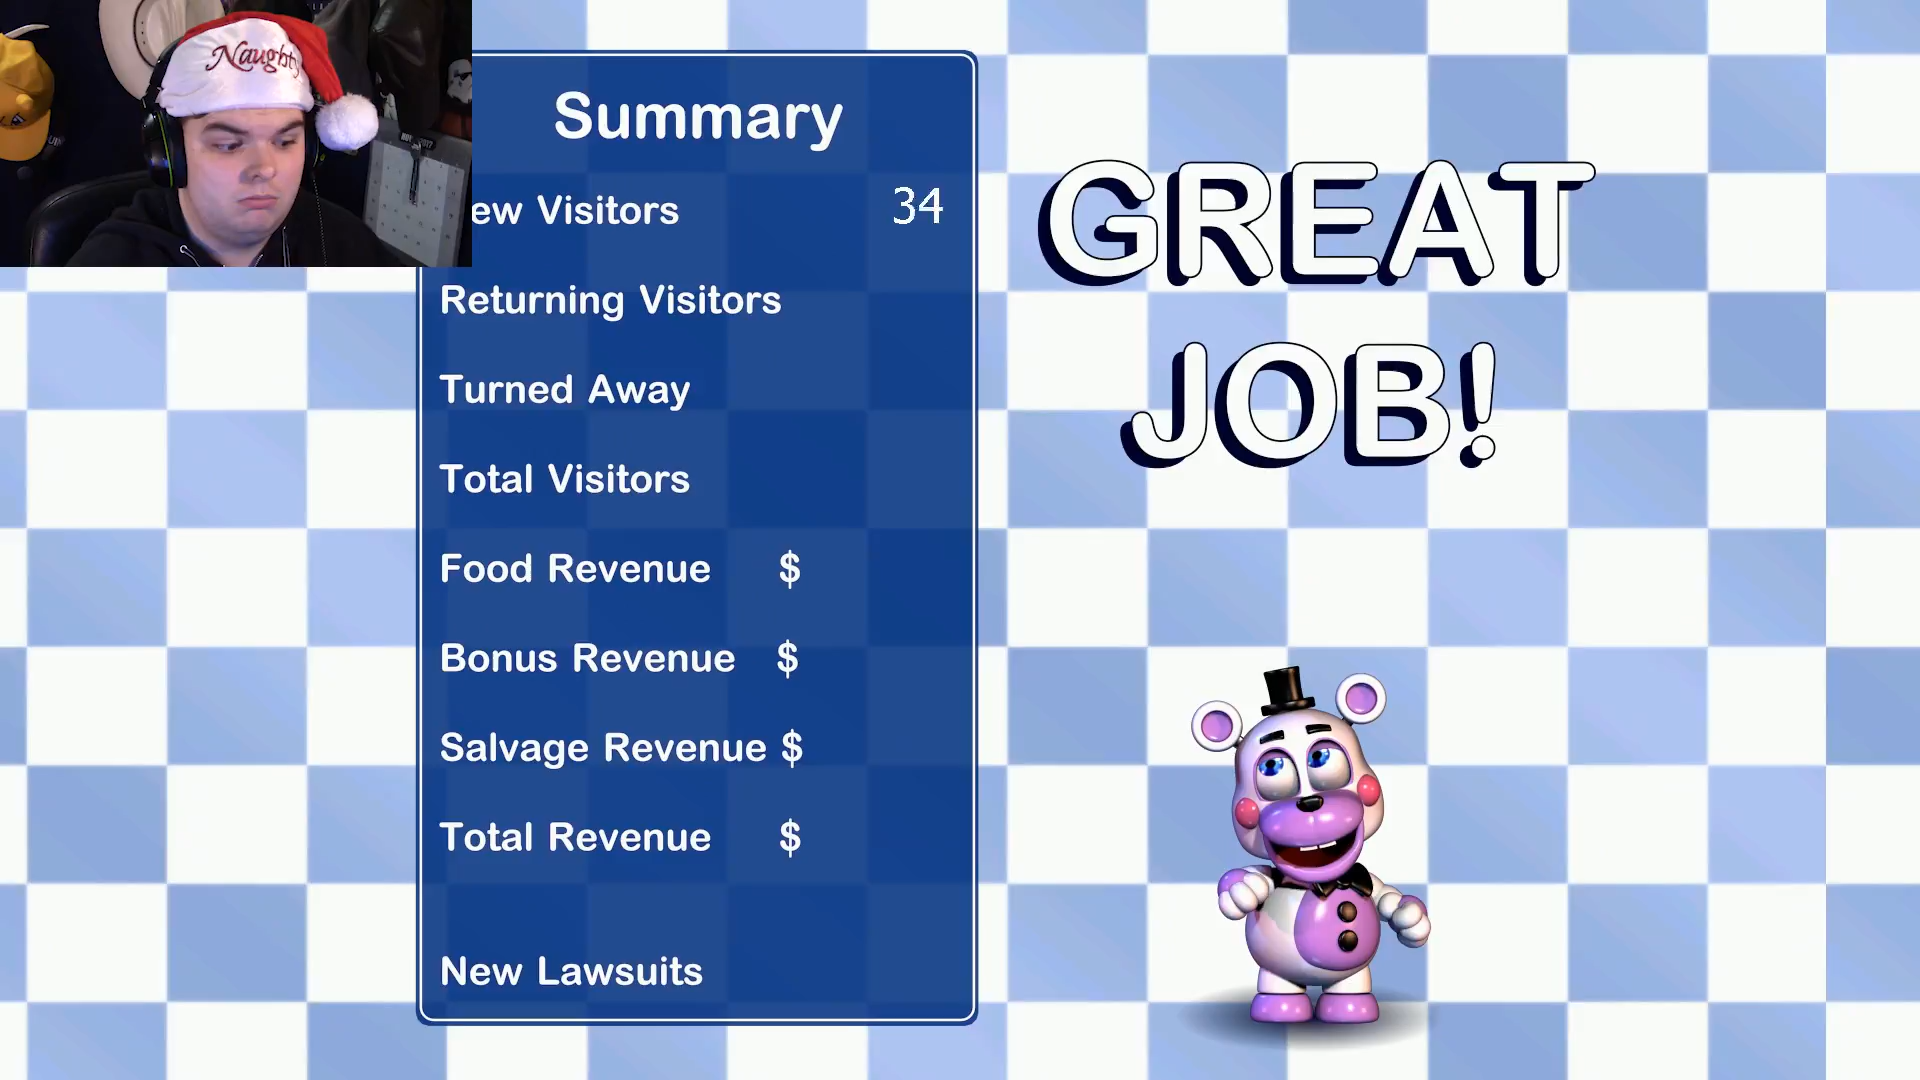 Naughty
Summary
ew Visitors 34
Returning Visitors
Turned Away
Total Visitors
Food Revenue $
Bonus Revenue $
Salvage Revenue $
Total Revenue $
New Lawsuits
GREAT
JOB!